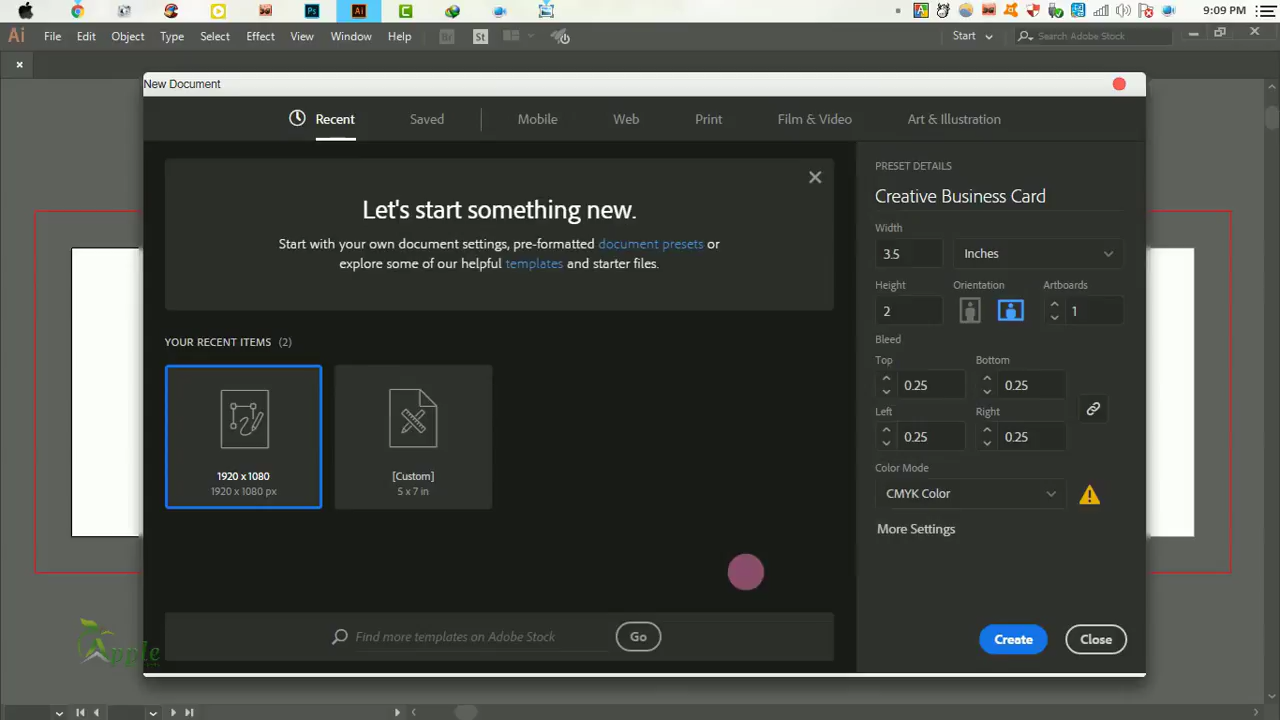 9:09 PM
Ai
File Edit Object Type Select Effect View Window Help
Br
St
Start
Search Adobe Stock
New Document
Recent
Saved
Mobile
Web
Print
Film & Video
Art & Illustration
Let's start something new.
Start with your own document settings, pre-formatted document presets or
explore some of our helpful templates and starter files.
YOUR RECENT ITEMS (2)
1920 x 1080
1920 x 1080 px
[Custom]
5 x 7 in
Find more templates on Adobe Stock
Go
PRESET DETAILS
Creative Business Card
Width
3.5
Inches
Height
Orientation
Artboards
2
1
Bleed
Top
Bottom
0.25
0.25
Left
Right
0.25
0.25
Color Mode
CMYK Color
More Settings
Create
Close
Apple